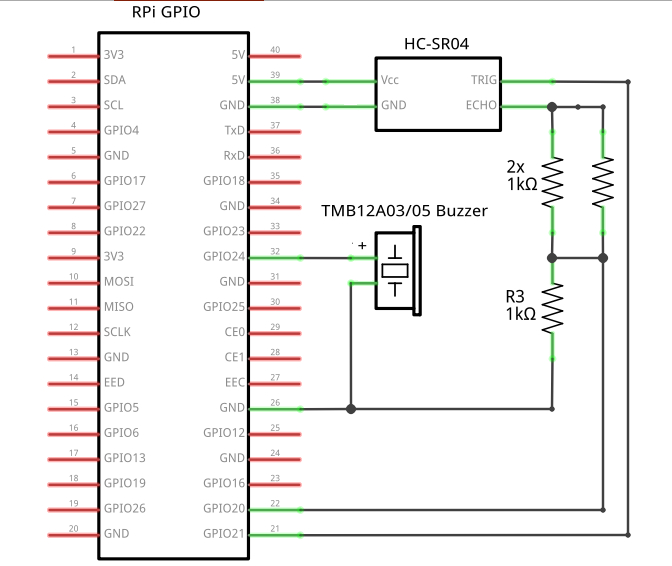 RPi GPIO
HC-SR04
1 3V3 5V 40
2 SDA 5V 39 Vcc TRIG
3 SCL GND 38 GND ECHO
4 GPIO4 TxD 37
5 GND RxD 36
6 GPIO17 GPIO18 35
7 GPIO27 GND 34
8 GPIO22 GPIO23 33
9 3V3 GPIO24 32
10 MOSI GND 31
11 MISO GPIO25 30
12 SCLK CE0 29
13 GND CE1 28
14 EED EEC 27
15 GPIO5 GND 26
16 GPIO6 GPIO12 25
17 GPIO13 GND 24
18 GPIO19 GPIO16 23
19 GPIO26 GPIO20 22
20 GND GPIO21 21
2x
1kΩ
TMB12A03/05 Buzzer
+
R3
1kΩ